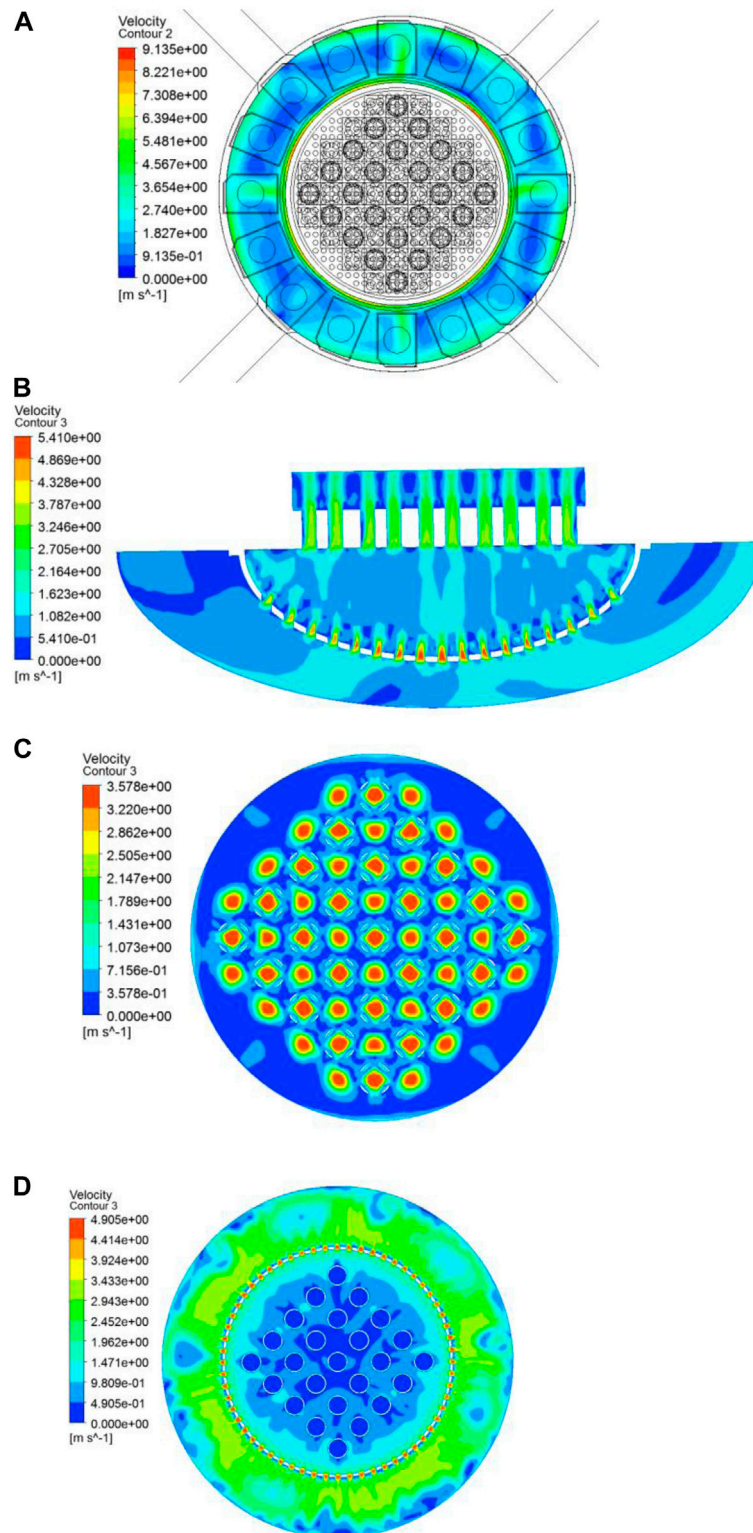 A
Velocity
Contour 2
9.135e+00
8.221e+00
7.308e+00
6.394e+00
5.481e+00
4.567e+00
3.654e+00
2.740e+00
1.827e+00
9.135e-01
0.000e+00
[m s^-1]
B
Velocity
Contour 3
5.410e+00
4.869e+00
4.328e+00
3.787e+00
3.246e+00
2.705e+00
2.164e+00
1.623e+00
1.082e+00
5.410e-01
0.000e+00
[m s^-1]
C
Velocity
Contour 3
3.578e+00
3.220e+00
2.862e+00
2.505e+00
2.147e+00
1.789e+00
1.431e+00
1.073e+00
7.156e-01
3.578e-01
0.000e+00
[m s^-1]
D
Velocity
Contour 3
4.905e+00
4.414e+00
3.924e+00
3.433e+00
2.943e+00
2.452e+00
1.962e+00
1.471e+00
9.809e-01
4.905e-01
0.000e+00
[m s^-1]